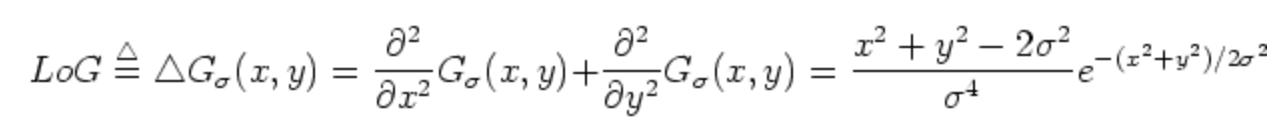 LoG ≜ △G_σ(x, y) = ∂²/∂x² G_σ(x, y) + ∂²/∂y² G_σ(x, y) = (x² + y² − 2σ²)/σ⁴ e^{−(x²+y²)/2σ²}